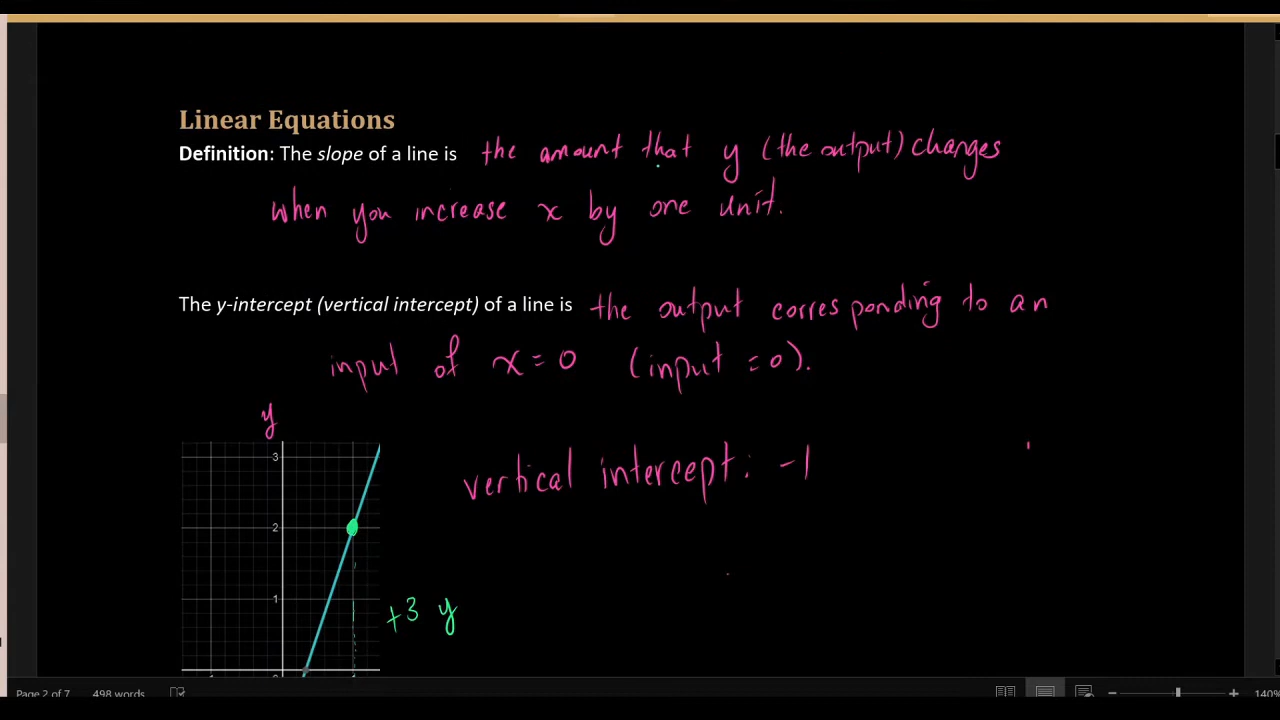 Linear Equations
Definition: The slope of a line is the amount that y (the output) changes
when you increase x by one unit.
The y-intercept (vertical intercept) of a line is the output corresponding to an
input of x = 0 (input = 0).
y
vertical intercept: -1
3
2
1
+3 y
Page 2 of 7 498 words 140%